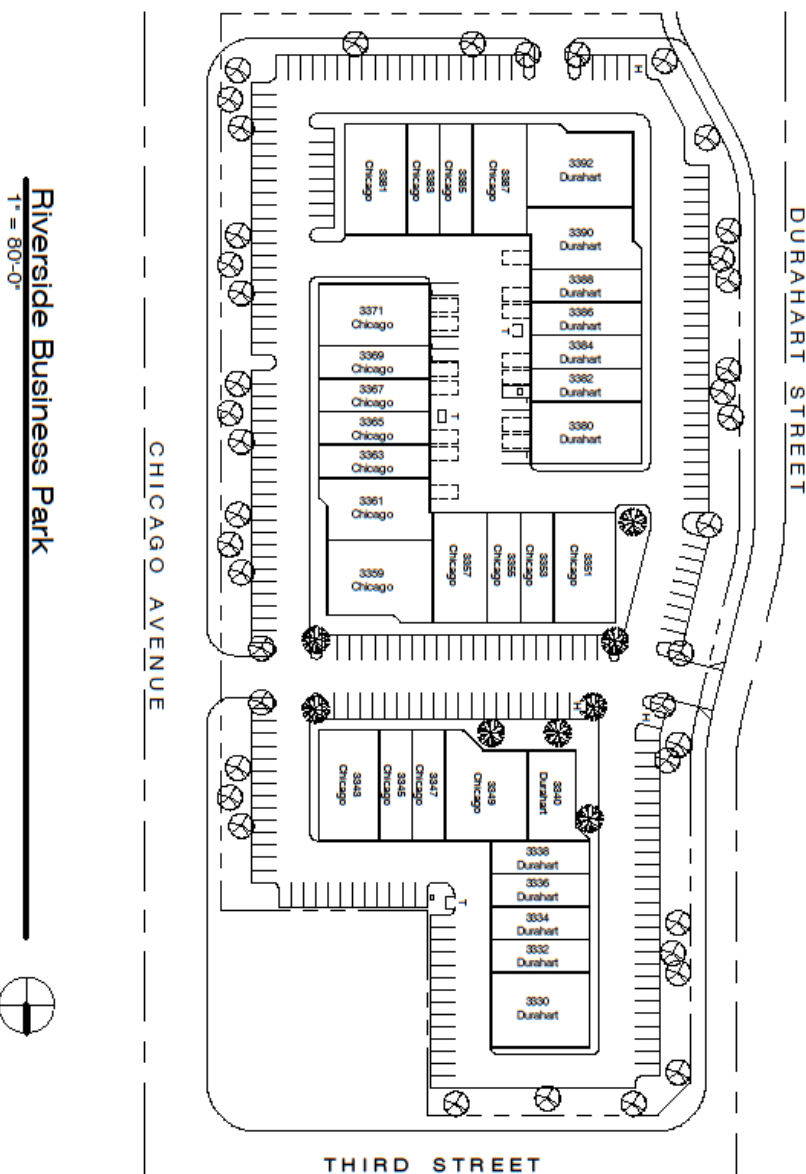 DURAHART STREET
3381
Chicago
3383
Chicago
3385
Chicago
3387
Chicago
3392
Durahart
3390
Durahart
3388
Durahart
3386
Durahart
3384
Durahart
3382
Durahart
3380
Durahart
3371
Chicago
3369
Chicago
3367
Chicago
3365
Chicago
3363
Chicago
3361
Chicago
3359
Chicago
3357
Chicago
3355
Chicago
3353
Chicago
3351
Chicago
3343
Chicago
3345
Chicago
3347
Chicago
3349
Chicago
3340
Durahart
3338
Durahart
3336
Durahart
3334
Durahart
3332
Durahart
3330
Durahart
H
T
T
H
H
T
CHICAGO AVENUE
THIRD STREET
Riverside Business Park
1" = 80'-0"